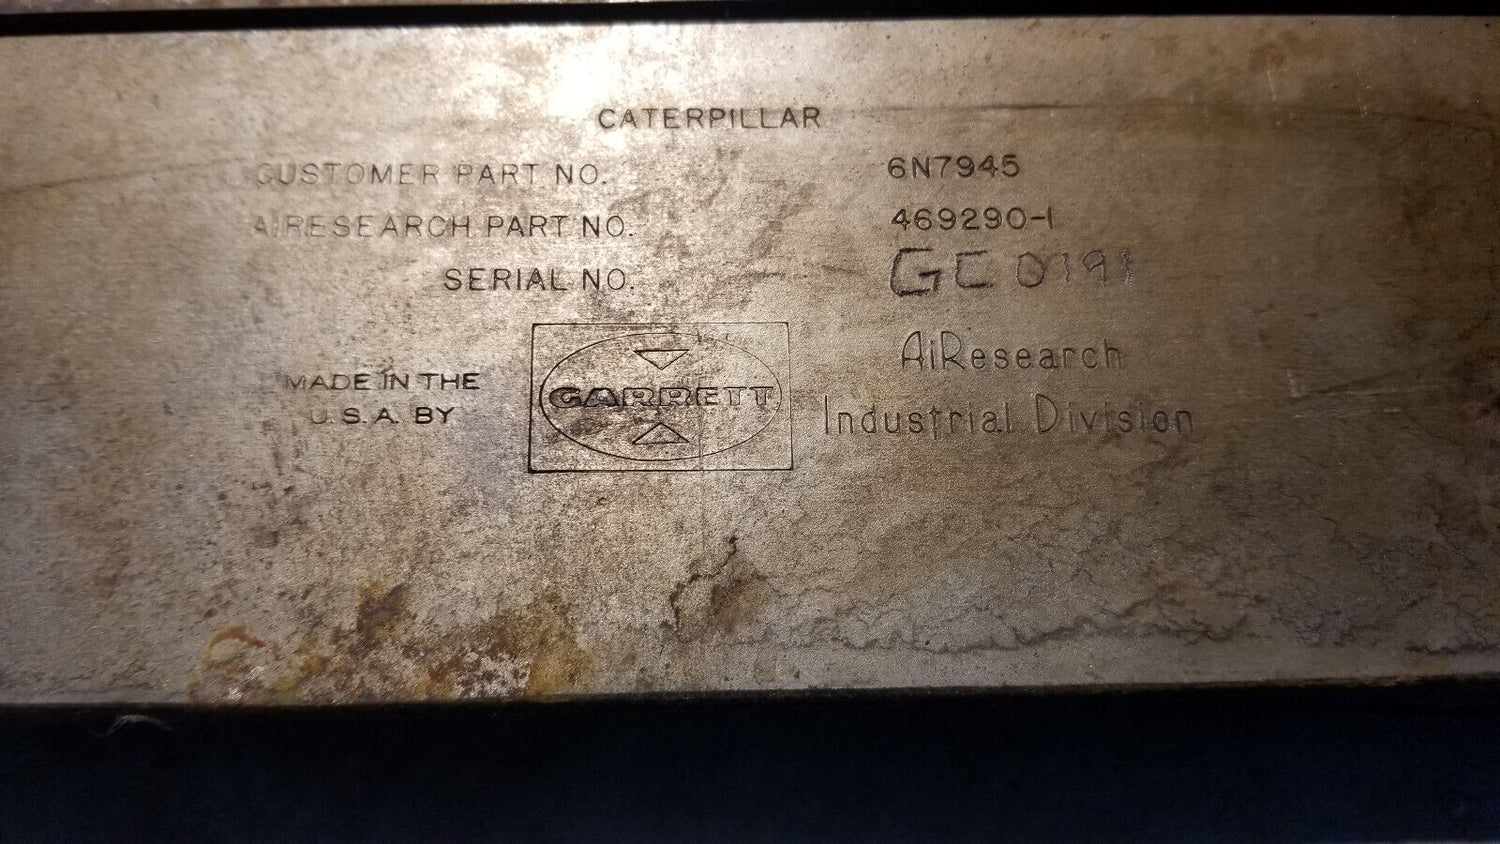 CATERPILLAR
CUSTOMER PART NO. 6N7945
AIRESEARCH PART NO. 469290-1
SERIAL NO. GC0791
MADE IN THE
U.S.A. BY
GARRETT
AiResearch
Industrial Division